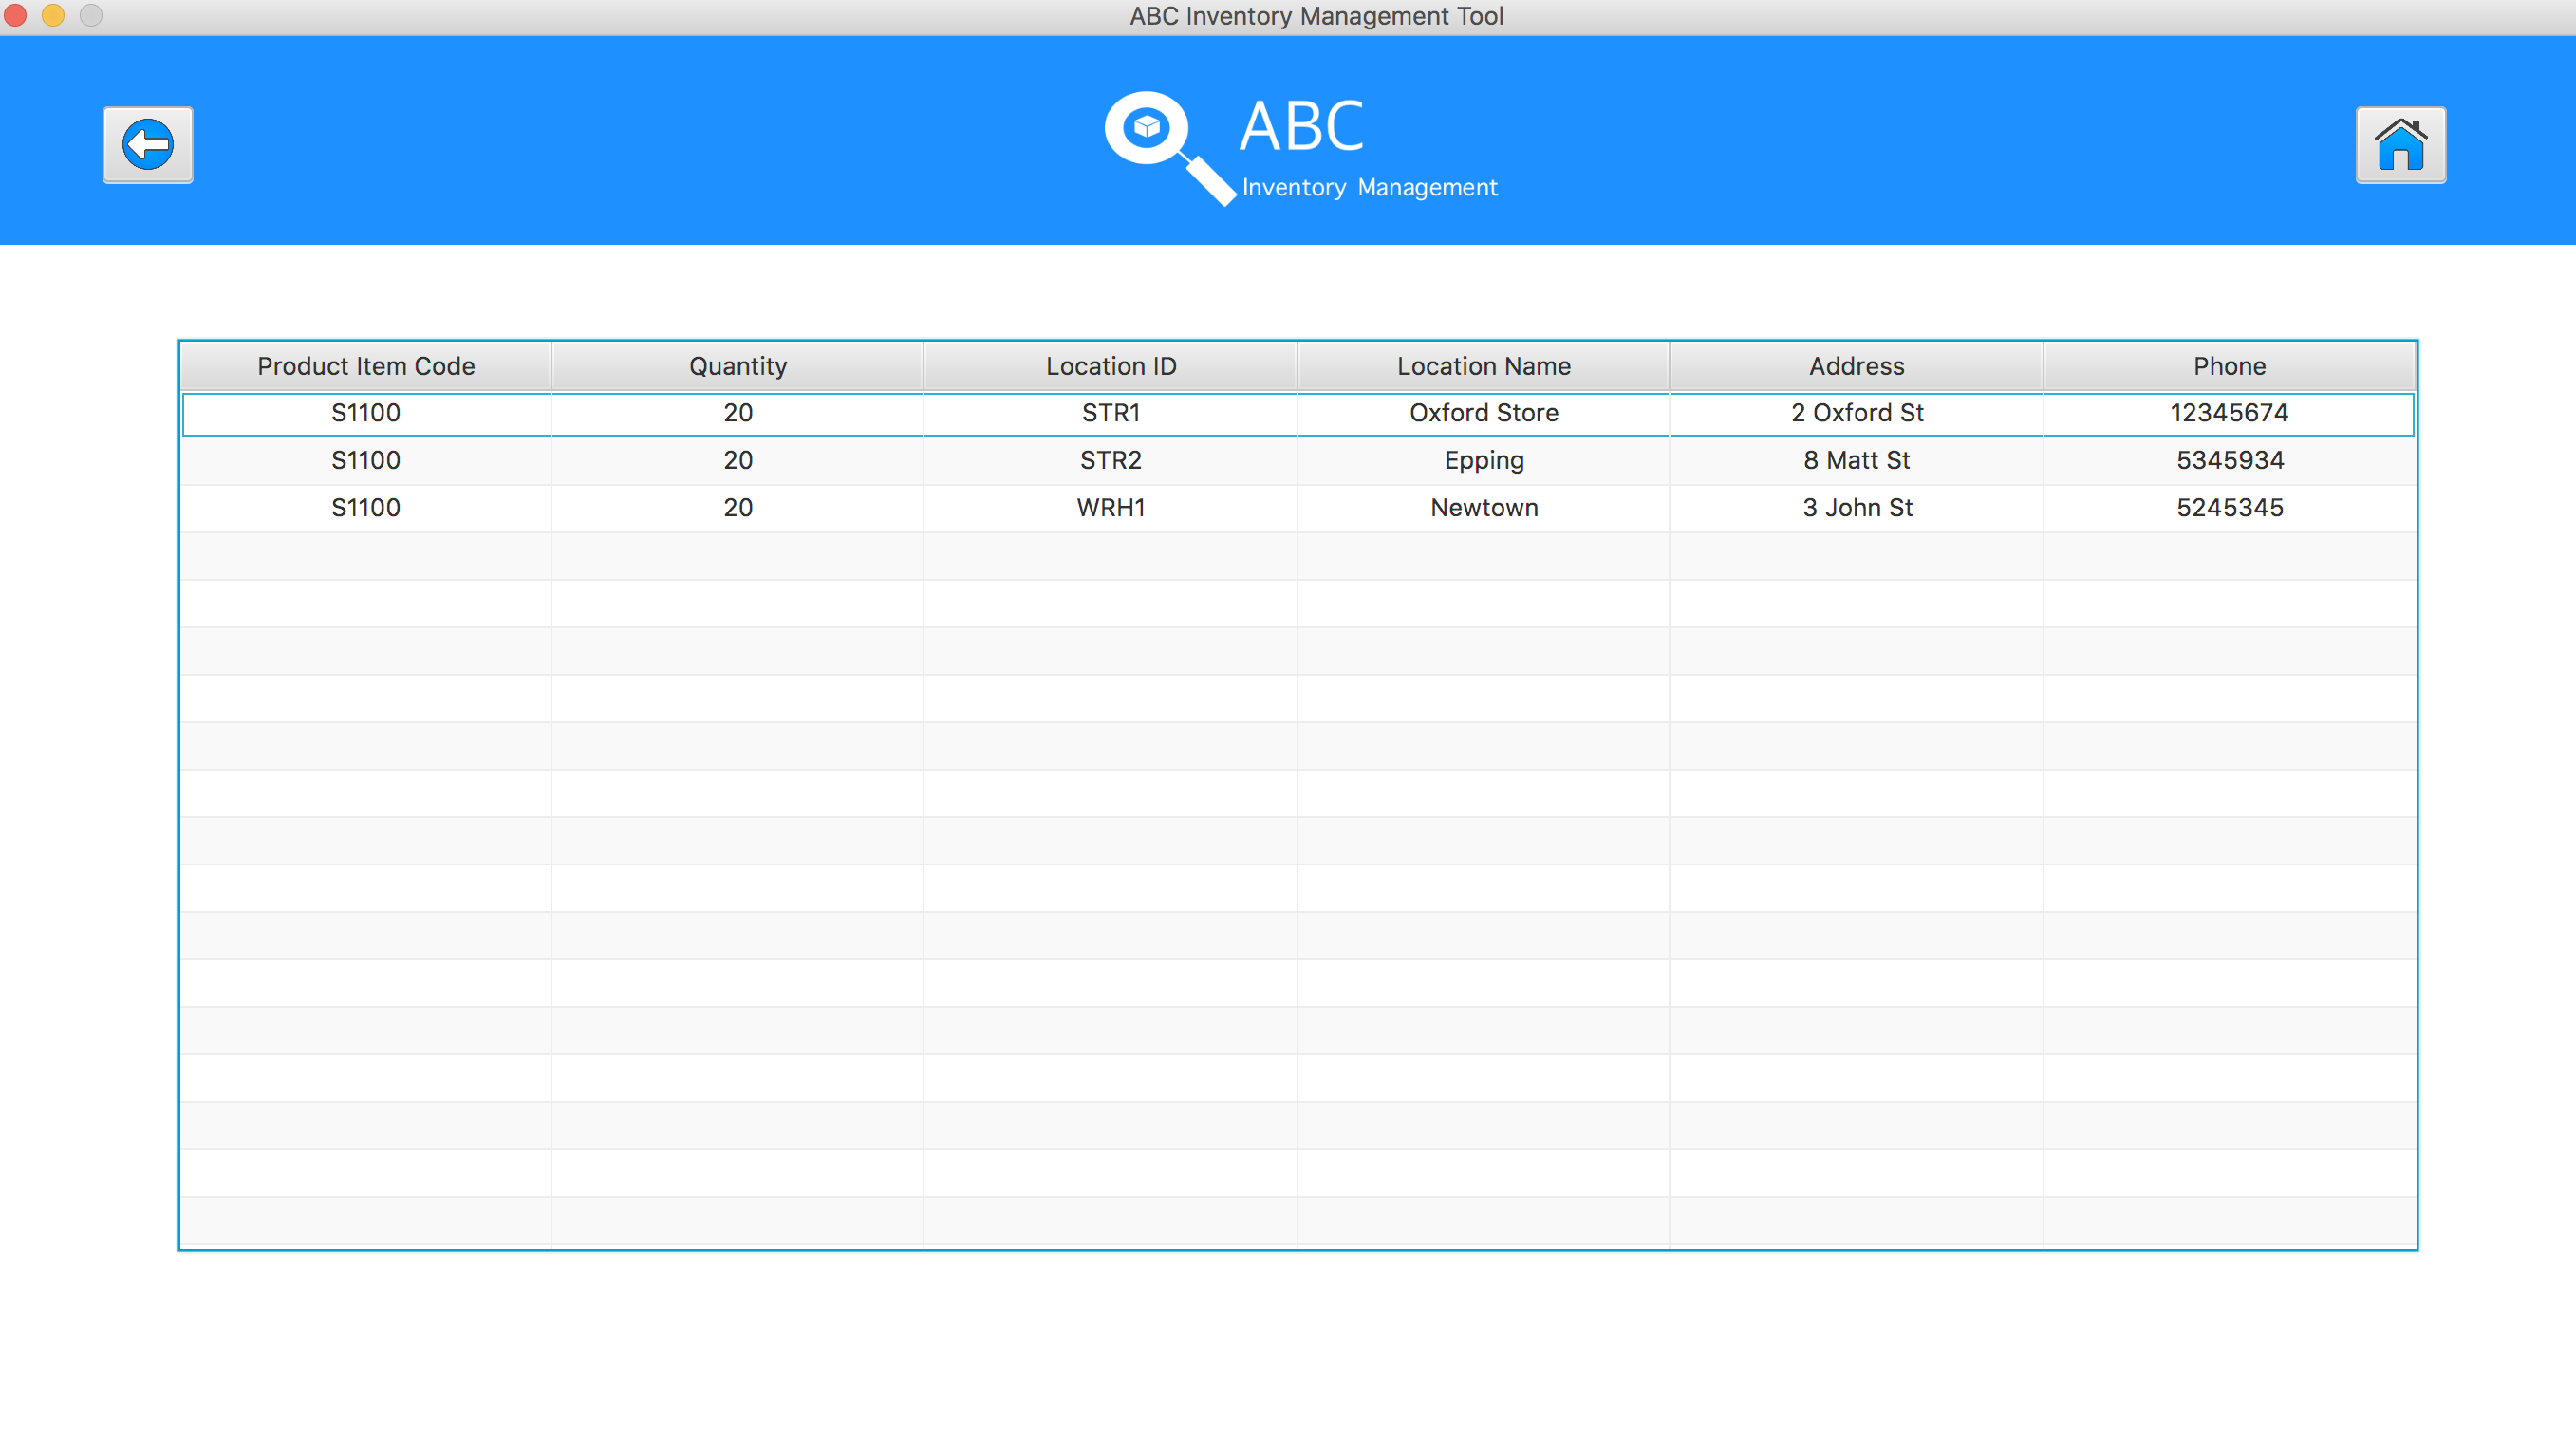 ABC Inventory Management Tool
ABC
Inventory Management
Product Item Code Quantity Location ID Location Name Address Phone
S1100 20 STR1 Oxford Store 2 Oxford St 12345674
S1100 20 STR2 Epping 8 Matt St 5345934
S1100 20 WRH1 Newtown 3 John St 5245345